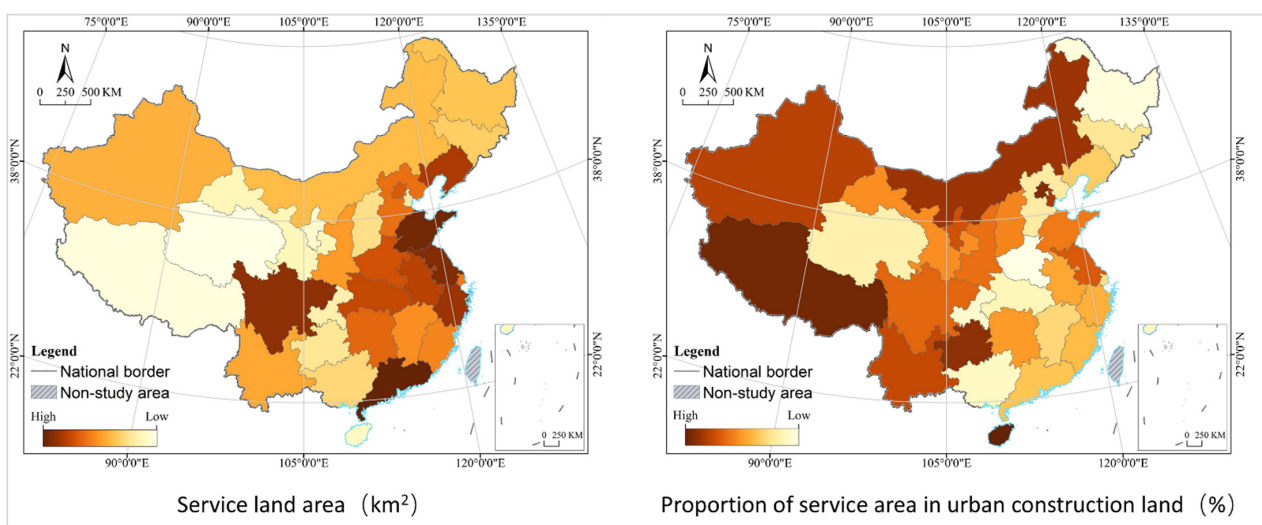 75°0'0"E 90°0'0"E 105°0'0"E 120°0'0"E 135°0'0"E
N
0 250 500 KM
38°0'0"N
22°0'0"N
38°0'0"N
22°0'0"N
Legend
National border
Non-study area
High Low
0 250 KM
90°0'0"E 105°0'0"E 120°0'0"E
Service land area（km²）
75°0'0"E 90°0'0"E 105°0'0"E 120°0'0"E 135°0'0"E
N
0 250 500 KM
38°0'0"N
22°0'0"N
38°0'0"N
22°0'0"N
Legend
National border
Non-study area
High Low
0 250 KM
90°0'0"E 105°0'0"E 120°0'0"E
Proportion of service area in urban construction land（%）